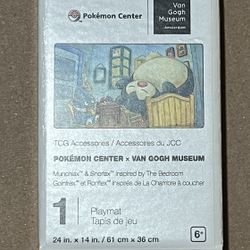 Pokémon Center
Van
Gogh
Museum
Amsterdam
TCG Accessories / Accessoires du JCC
POKÉMON CENTER × VAN GOGH MUSEUM
Munchlax™ & Snorlax™ inspired by The Bedroom
Goinfrex™ et Ronflex™ inspirés de La Chambre à coucher
1
Playmat
Tapis de jeu
24 in. x 14 in. / 61 cm x 36 cm
6+